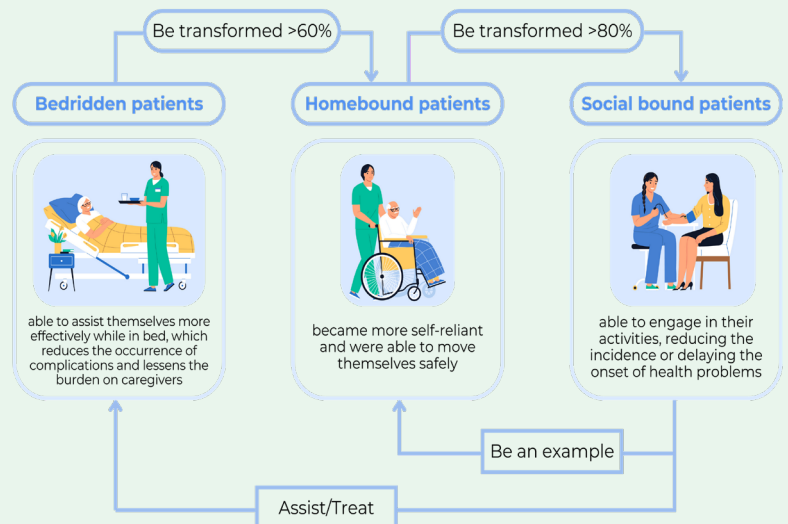 Be transformed >60%
Be transformed >80%
Bedridden patients
Homebound patients
Social bound patients
able to assist themselves more
effectively while in bed, which
reduces the occurrence of
complications and lessens the
burden on caregivers
became more self-reliant
and were able to move
themselves safely
able to engage in their
activities, reducing the
incidence or delaying the
onset of health problems
Be an example
Assist/Treat